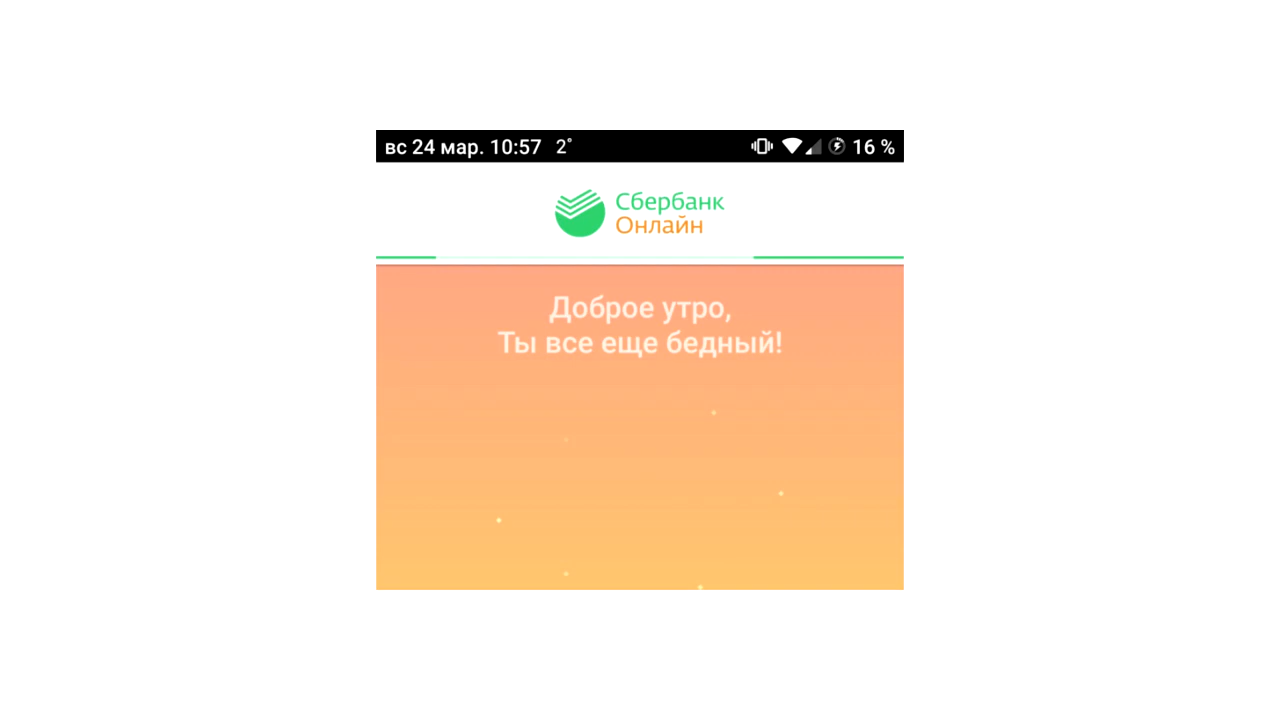 вс 24 мар. 10:57 2° 16 %
Сбербанк
Онлайн
Доброе утро,
Ты все еще бедный!